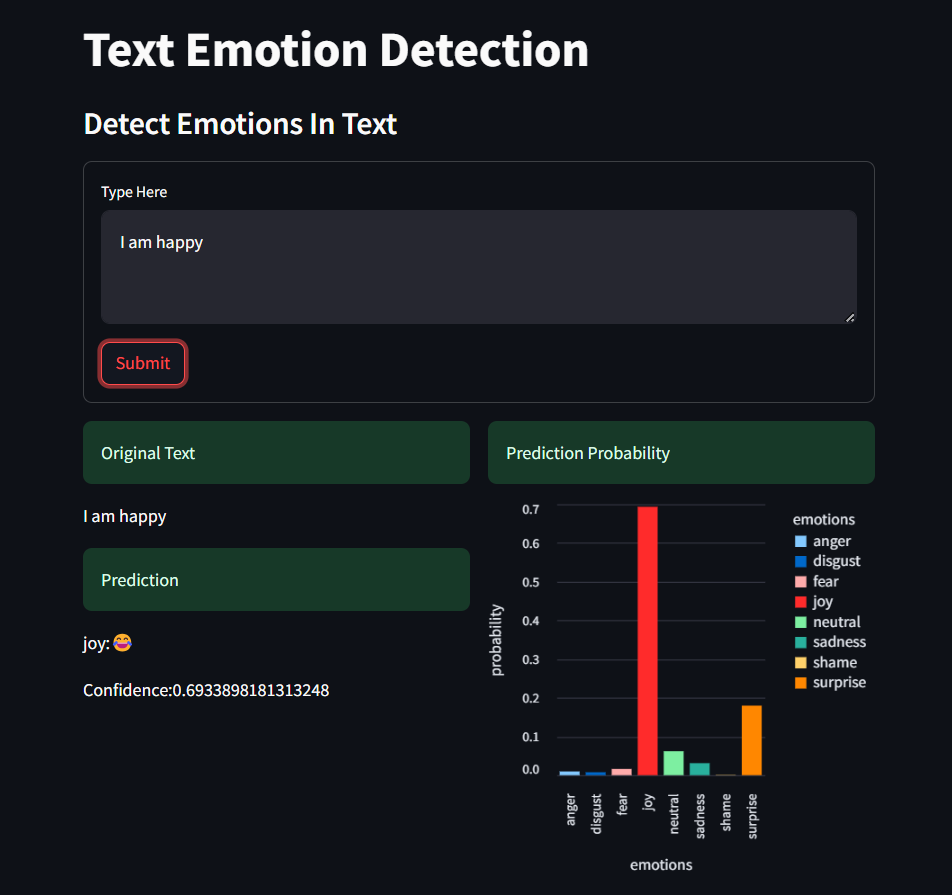 Text Emotion Detection
Detect Emotions In Text
Type Here
I am happy
Submit
Original Text
I am happy
Prediction
joy:😂
Confidence:0.6933898181313248
Prediction Probability
0.7
0.6
0.5
0.4
0.3
0.2
0.1
0.0
probability
anger
disgust
fear
joy
neutral
sadness
shame
surprise
emotions
emotions
anger
disgust
fear
joy
neutral
sadness
shame
surprise